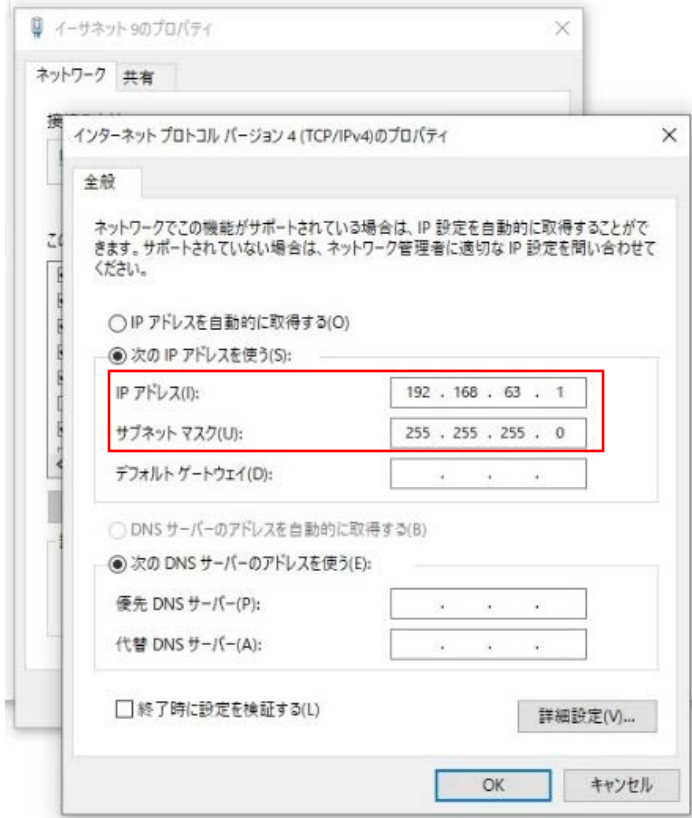 イーサネット 9のプロパティ
ネットワーク 共有
インターネット プロトコル バージョン 4 (TCP/IPv4)のプロパティ
全般
ネットワークでこの機能がサポートされている場合は、IP 設定を自動的に取得することがで
きます。サポートされていない場合は、ネットワーク管理者に適切な IP 設定を問い合わせて
ください。
IP アドレスを自動的に取得する(O)
次の IP アドレスを使う(S):
IP アドレス(I): 192 . 168 . 63 . 1
サブネット マスク(U): 255 . 255 . 255 . 0
デフォルト ゲートウェイ(D): . . .
DNS サーバーのアドレスを自動的に取得する(B)
次の DNS サーバーのアドレスを使う(E):
優先 DNS サーバー(P): . . .
代替 DNS サーバー(A): . . .
終了時に設定を検証する(L)
詳細設定(V)...
OK キャンセル